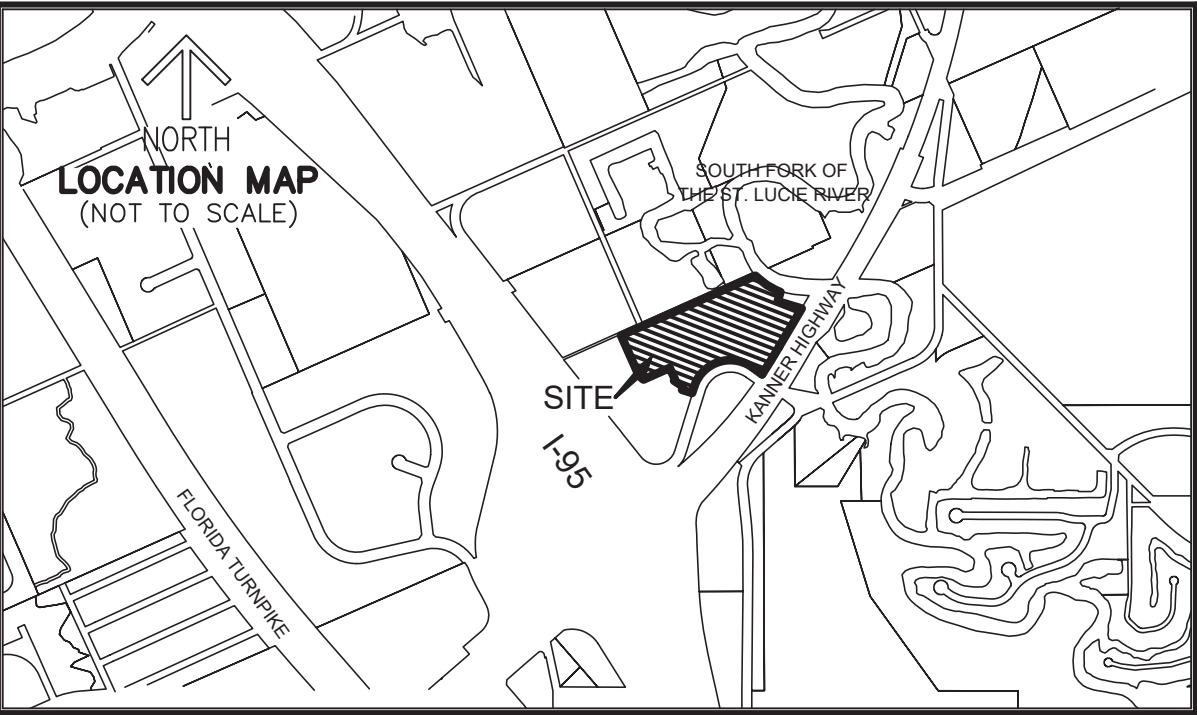 NORTH
LOCATION MAP
(NOT TO SCALE)
SOUTH FORK OF
THE ST. LUCIE RIVER
KANNER HIGHWAY
SITE
I-95
FLORIDA TURNPIKE